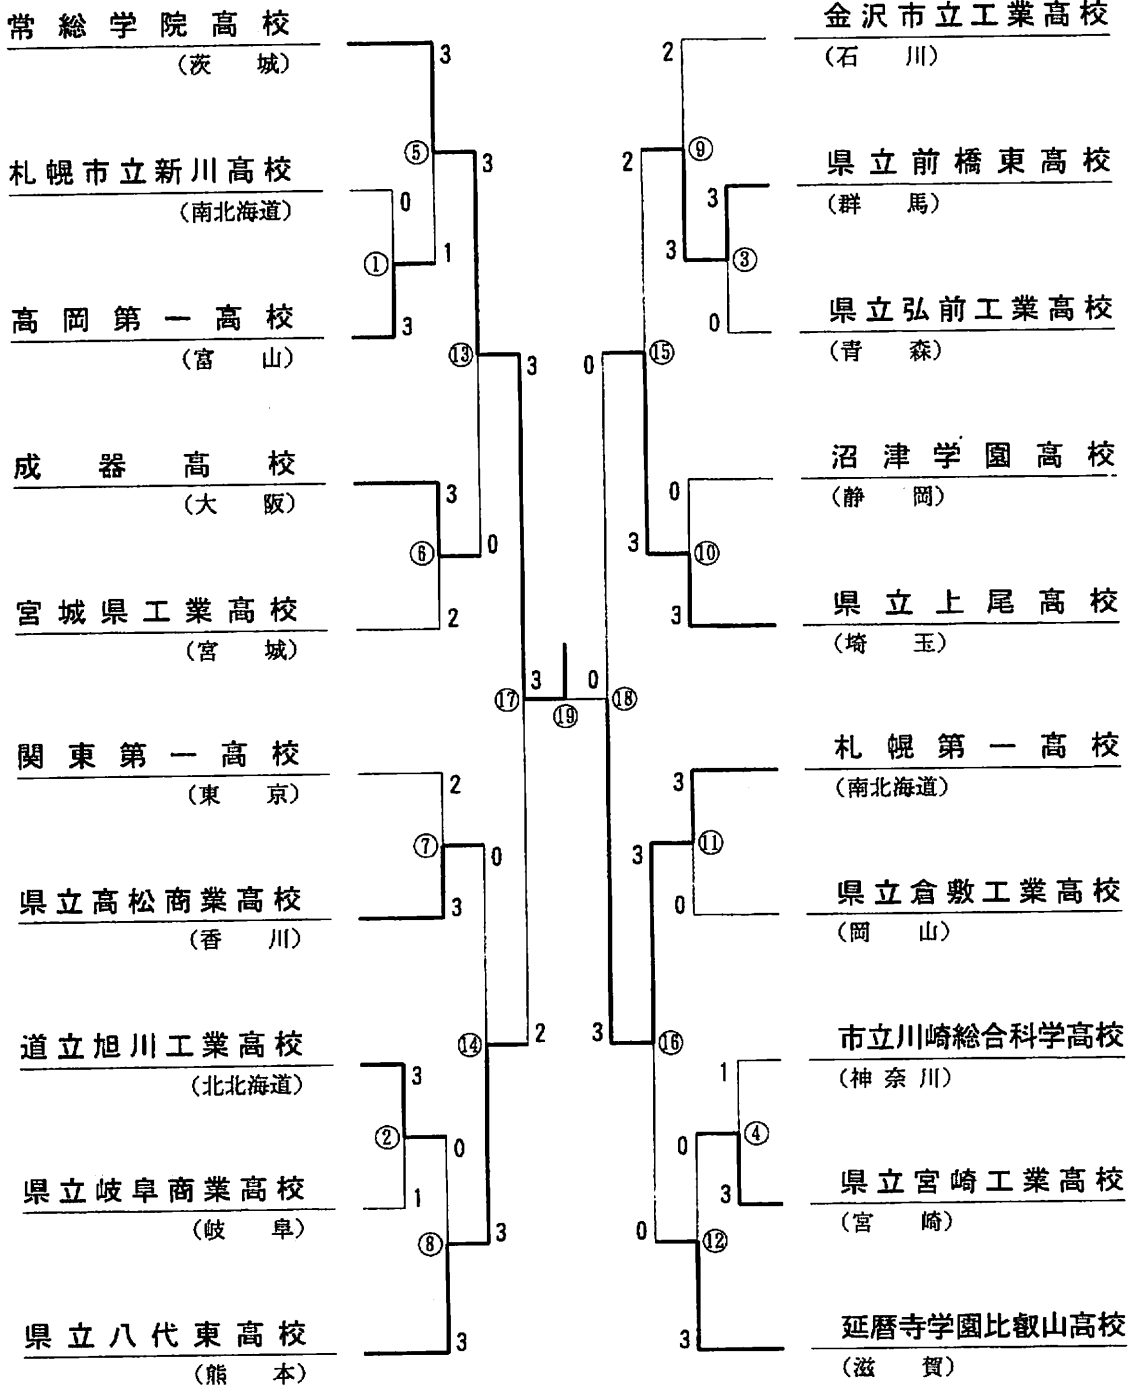 常総学院高校
（茨城）
札幌市立新川高校
（南北海道）
高岡第一高校
（富山）
成器高校
（大阪）
宮城県工業高校
（宮城）
関東第一高校
（東京）
県立高松商業高校
（香川）
道立旭川工業高校
（北北海道）
県立岐阜商業高校
（岐阜）
県立八代東高校
（熊本）
3
⑤
3
0
①
1
3
⑬
3
3
⑥
0
2
⑰
3
2
⑦
0
3
⑭
2
3
②
0
1
⑧
3
3
⑲
金沢市立工業高校
（石川）
県立前橋東高校
（群馬）
県立弘前工業高校
（青森）
沼津学園高校
（静岡）
県立上尾高校
（埼玉）
札幌第一高校
（南北海道）
県立倉敷工業高校
（岡山）
市立川崎総合科学高校
（神奈川）
県立宮崎工業高校
（宮崎）
延暦寺学園比叡山高校
（滋賀）
2
2
⑨
3
3
③
0
0
⑮
0
3
⑩
3
0
⑱
3
3
⑪
0
3
⑯
1
0
④
3
0
⑫
3